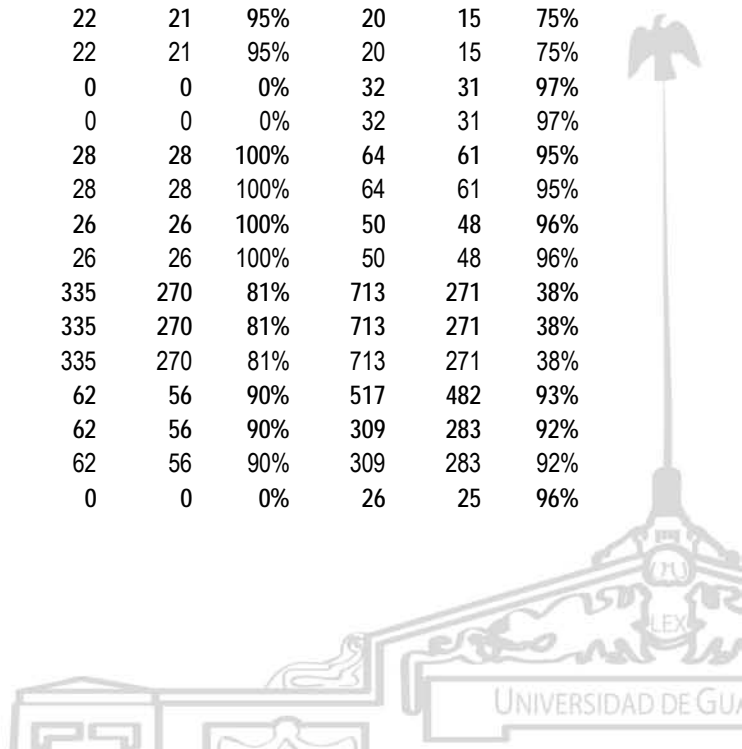 22 21 95% 20 15 75%
22 21 95% 20 15 75%
0 0 0% 32 31 97%
0 0 0% 32 31 97%
28 28 100% 64 61 95%
28 28 100% 64 61 95%
26 26 100% 50 48 96%
26 26 100% 50 48 96%
335 270 81% 713 271 38%
335 270 81% 713 271 38%
335 270 81% 713 271 38%
62 56 90% 517 482 93%
62 56 90% 309 283 92%
62 56 90% 309 283 92%
0 0 0% 26 25 96%
LEX
UNIVERSIDAD DE GUA